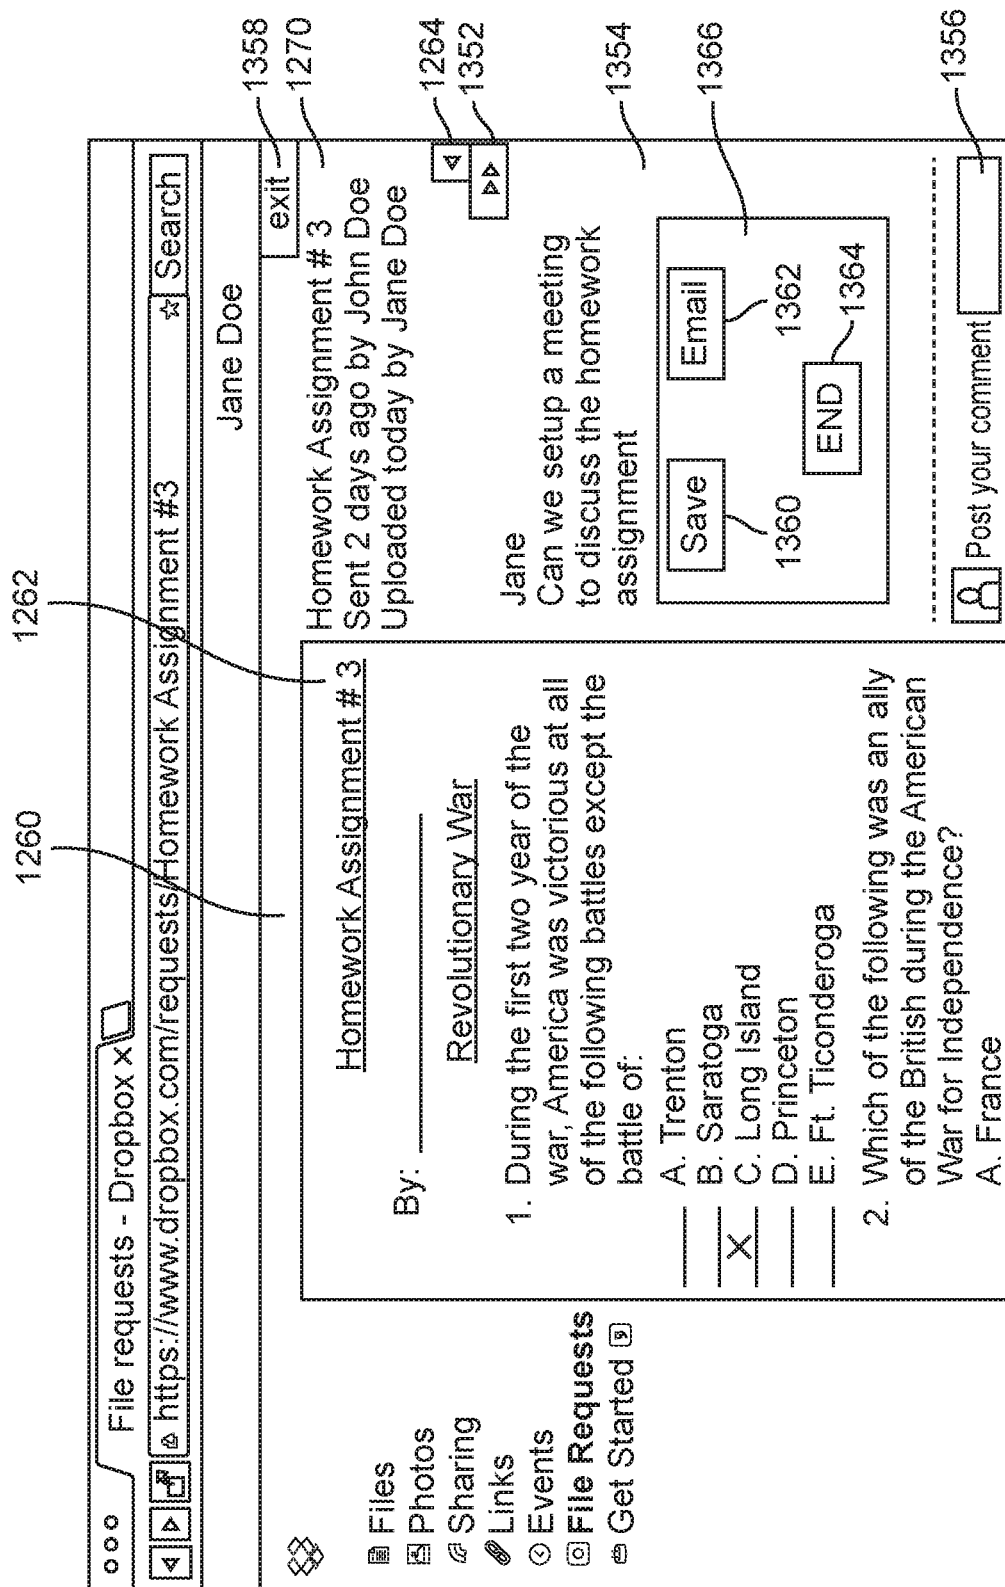 1260
1262
File requests - Dropbox X
https://www.dropbox.com/requests/Homework Assignment #3
Search
Jane Doe
exit
1358
1270
Files
Photos
Sharing
Links
Events
File Requests
Get Started
Homework Assignment # 3
By:
Revolutionary War
1. During the first two year of the
war, America was victorious at all
of the following battles except the
battle of:
A. Trenton
B. Saratoga
X C. Long Island
D. Princeton
E. Ft. Ticonderoga
2. Which of the following was an ally
of the British during the American
War for Independence?
A. France
Homework Assignment # 3
Sent 2 days ago by John Doe
Uploaded today by Jane Doe
1264
1352
Jane
Can we setup a meeting
to discuss the homework
assignment
1354
Save
Email
1366
1360
1362
END
1364
Post your comment
1356